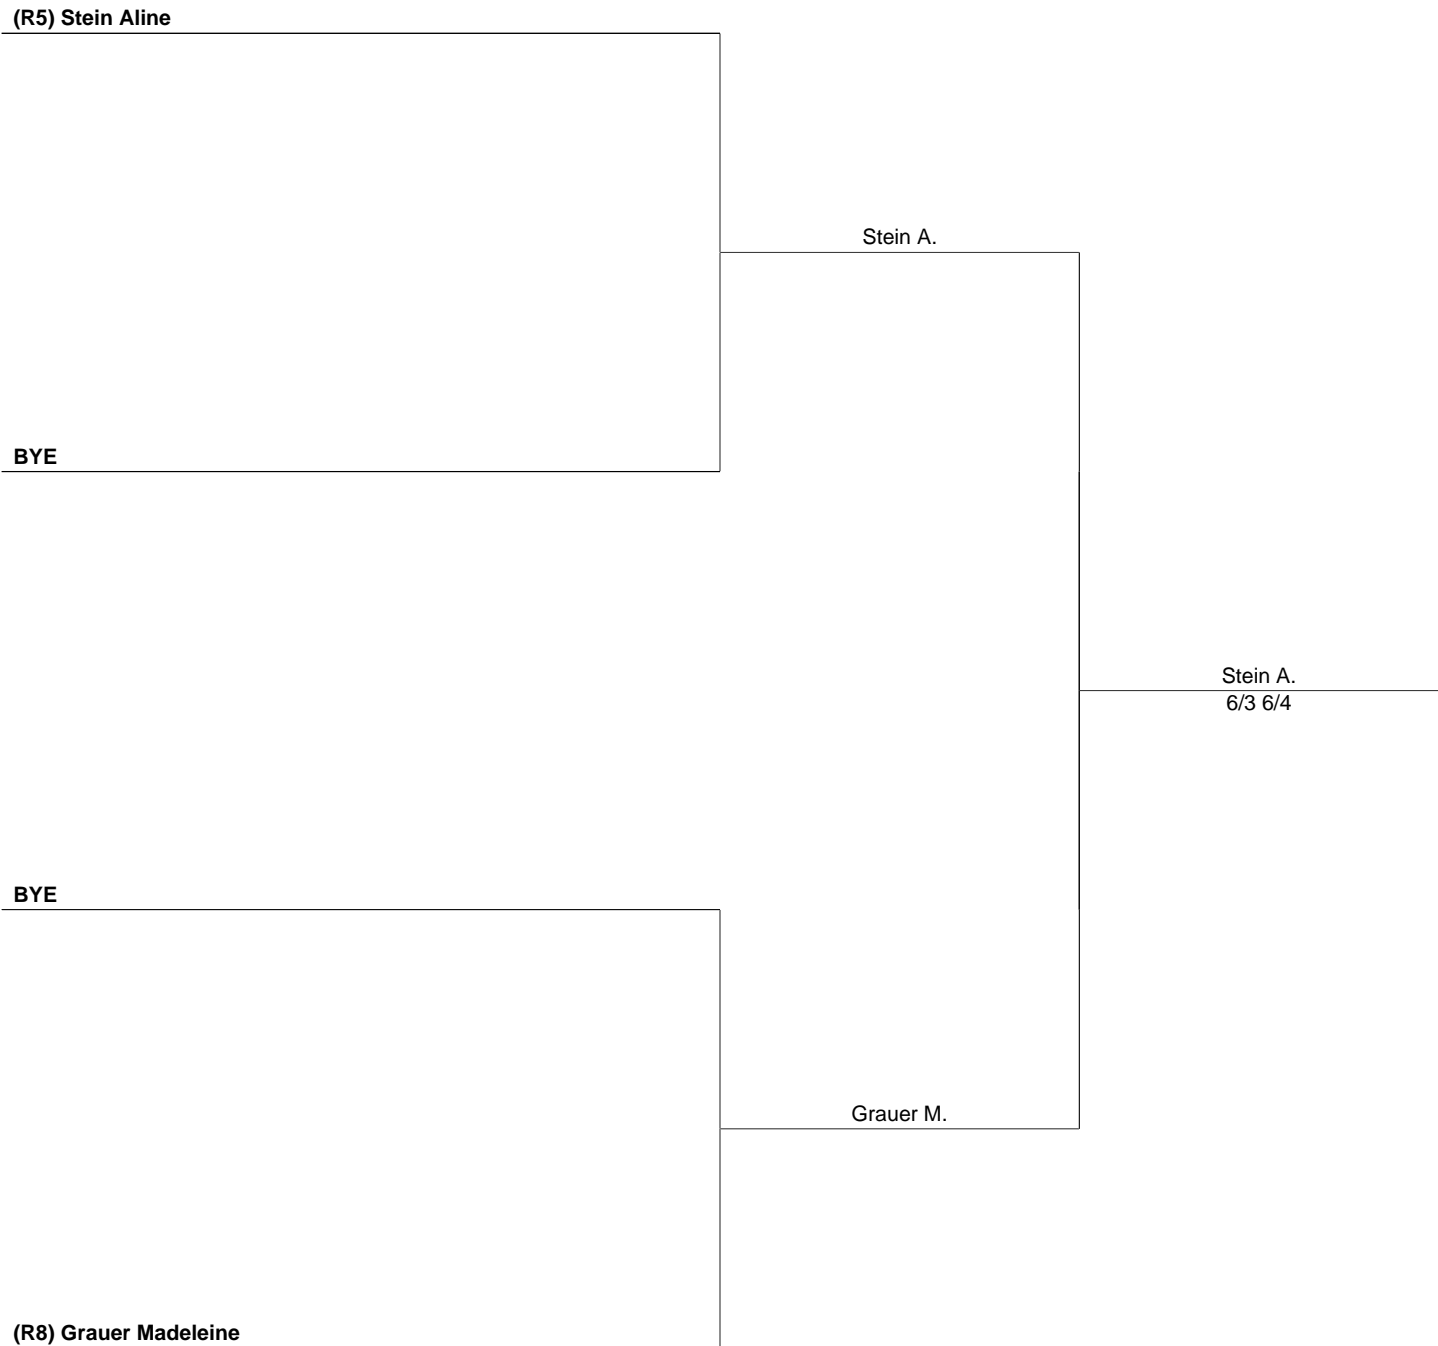 (R5) Stein Aline
Stein A.
BYE
Stein A.
6/3 6/4
BYE
Grauer M.
(R8) Grauer Madeleine